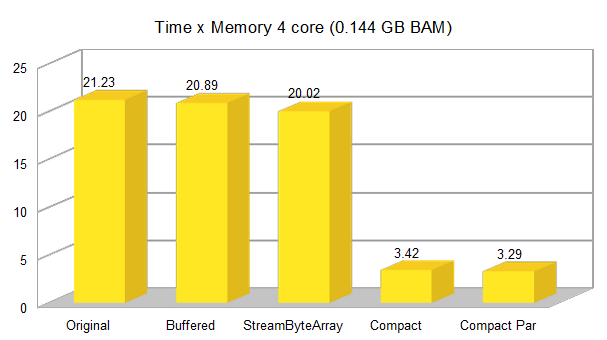 Time x Memory 4 core (0.144 GB BAM)
25
20
15
10
5
0
21.23
20.89
20.02
3.42
3.29
Original
Buffered
StreamByteArray
Compact
Compact Par